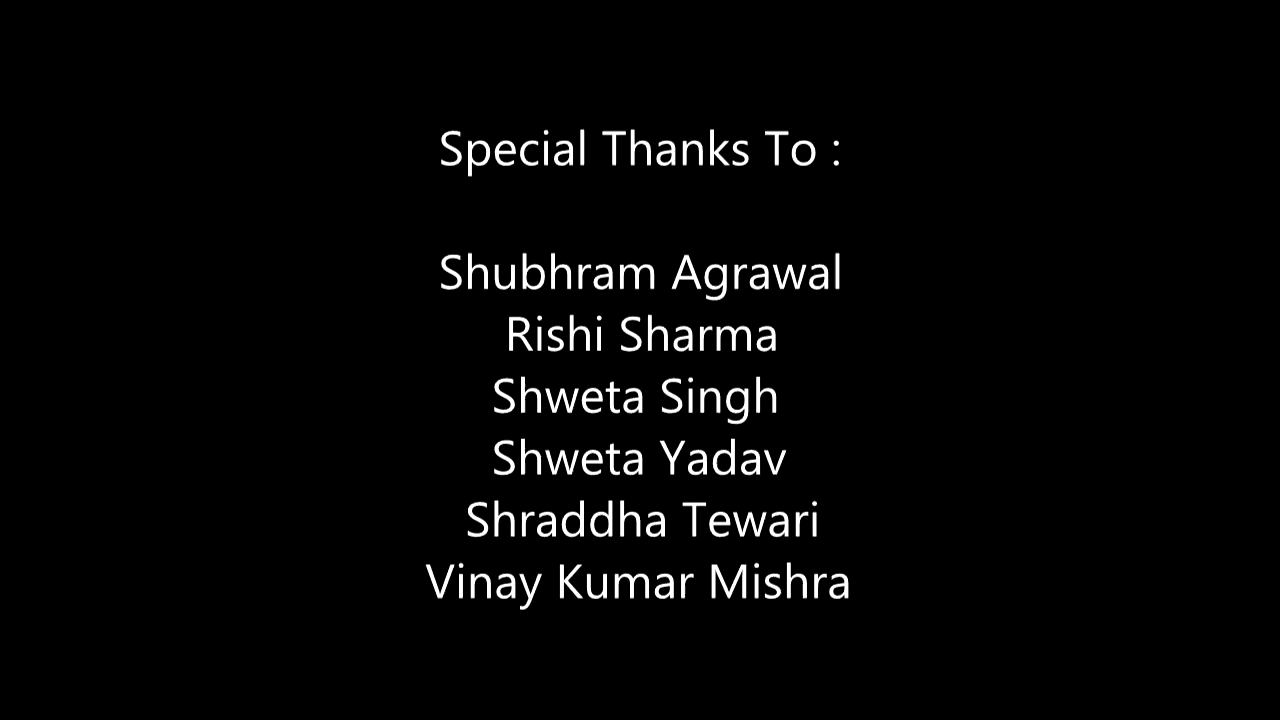 Special Thanks To :
Shubhram Agrawal
Rishi Sharma
Shweta Singh
Shweta Yadav
Shraddha Tewari
Vinay Kumar Mishra